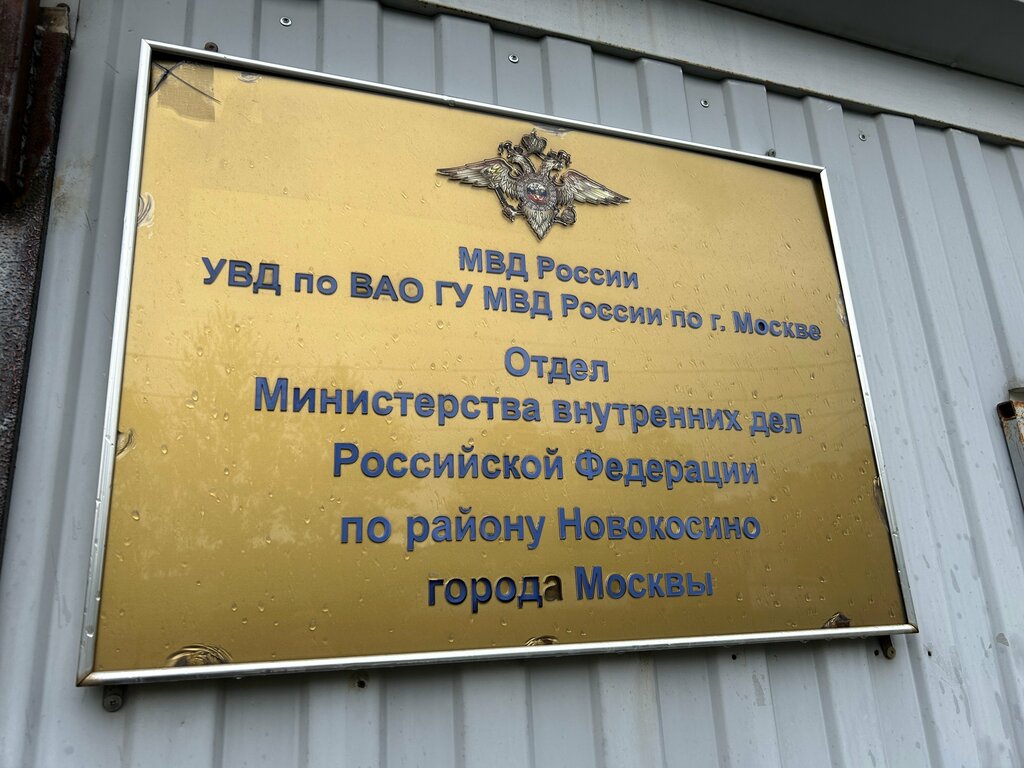 МВД России
УВД по ВАО ГУ МВД России по г. Москве
Отдел
Министерства внутренних дел
Российской Федерации
по району Новокосино
города Москвы